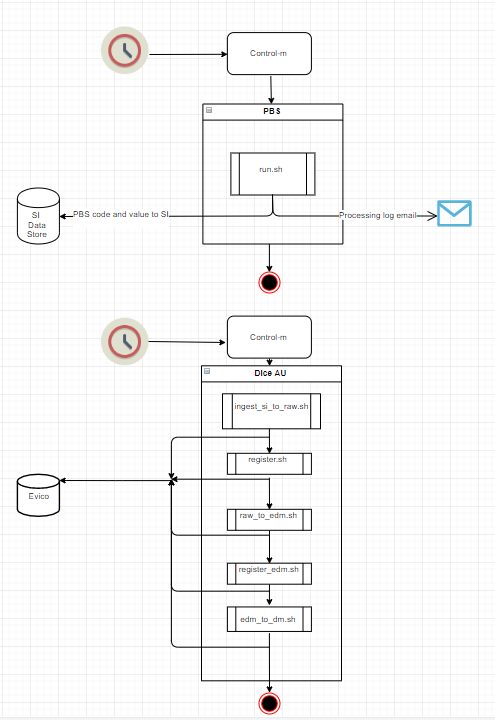 Control-m
PBS
run.sh
SI
Data
Store
PBS code and value to SI
Processing log email
Control-m
Dice AU
ingest_si_to_raw.sh
register.sh
Evico
raw_to_edm.sh
register_edm.sh
edm_to_dm.sh